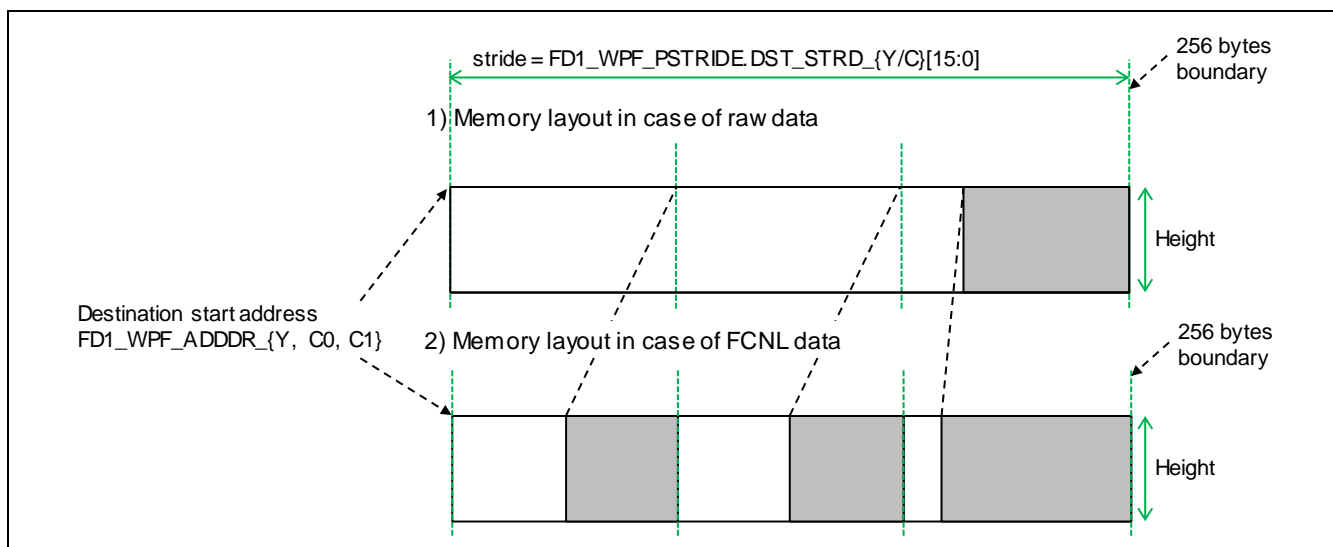 stride = FD1_WPF_PSTRIDE.DST_STRD_{Y/C}[15:0]
256 bytes
boundary
1) Memory layout in case of raw data
Height
Destination start address
FD1_WPF_ADDDR_{Y, C0, C1}
2) Memory layout in case of FCNL data
256 bytes
boundary
Height